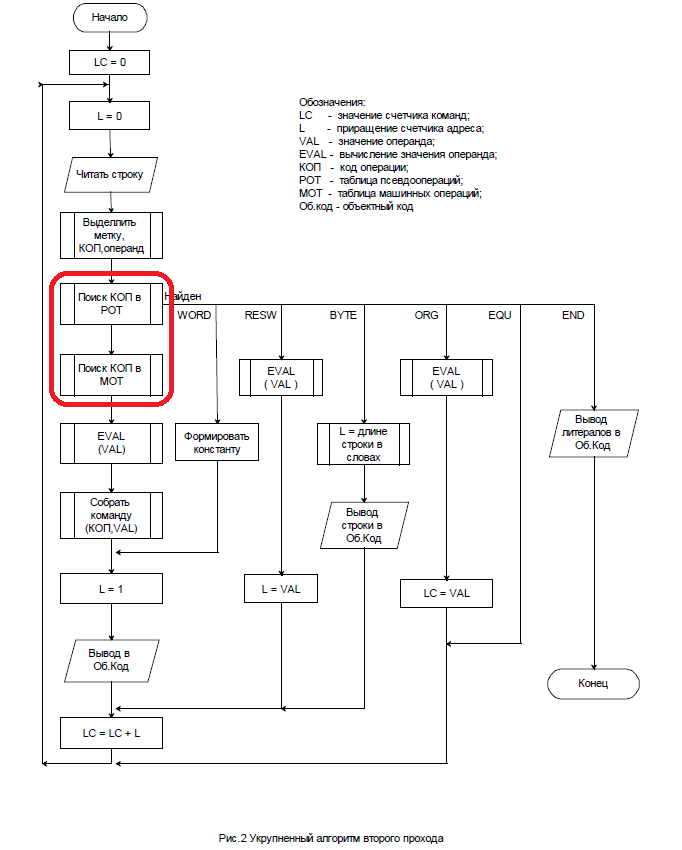 Начало
LC = 0
L = 0
Обозначения:
LC - значение счетчика команд;
L - приращение счетчика адреса;
VAL - значение операнда;
EVAL - вычисление значения операнда;
КОП - код операции;
POT - таблица псевдоопераций;
MOT - таблица машинных операций;
Об.код - объектный код
Читать строку
Выделлить
метку,
КОП,операнд
Поиск КОП в
POT
Найден
WORD RESW BYTE ORG EQU END
Поиск КОП в
MOT
EVAL
( VAL )
EVAL
( VAL )
EVAL
(VAL)
Формировать
константу
L = длине
строки в
словах
Вывод
литералов в
Об.Код
Собрать
команду
(КОП,VAL)
Вывод
строки в
Об.Код
L = 1
L = VAL
LC = VAL
Вывод в
Об.Код
Конец
LC = LC + L
Рис.2 Укрупненный алгоритм второго прохода